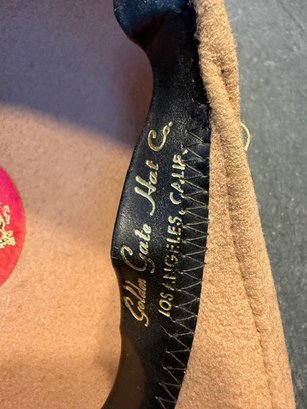 Golden Gate Hat Co.
LOS ANGELES, CALIF.